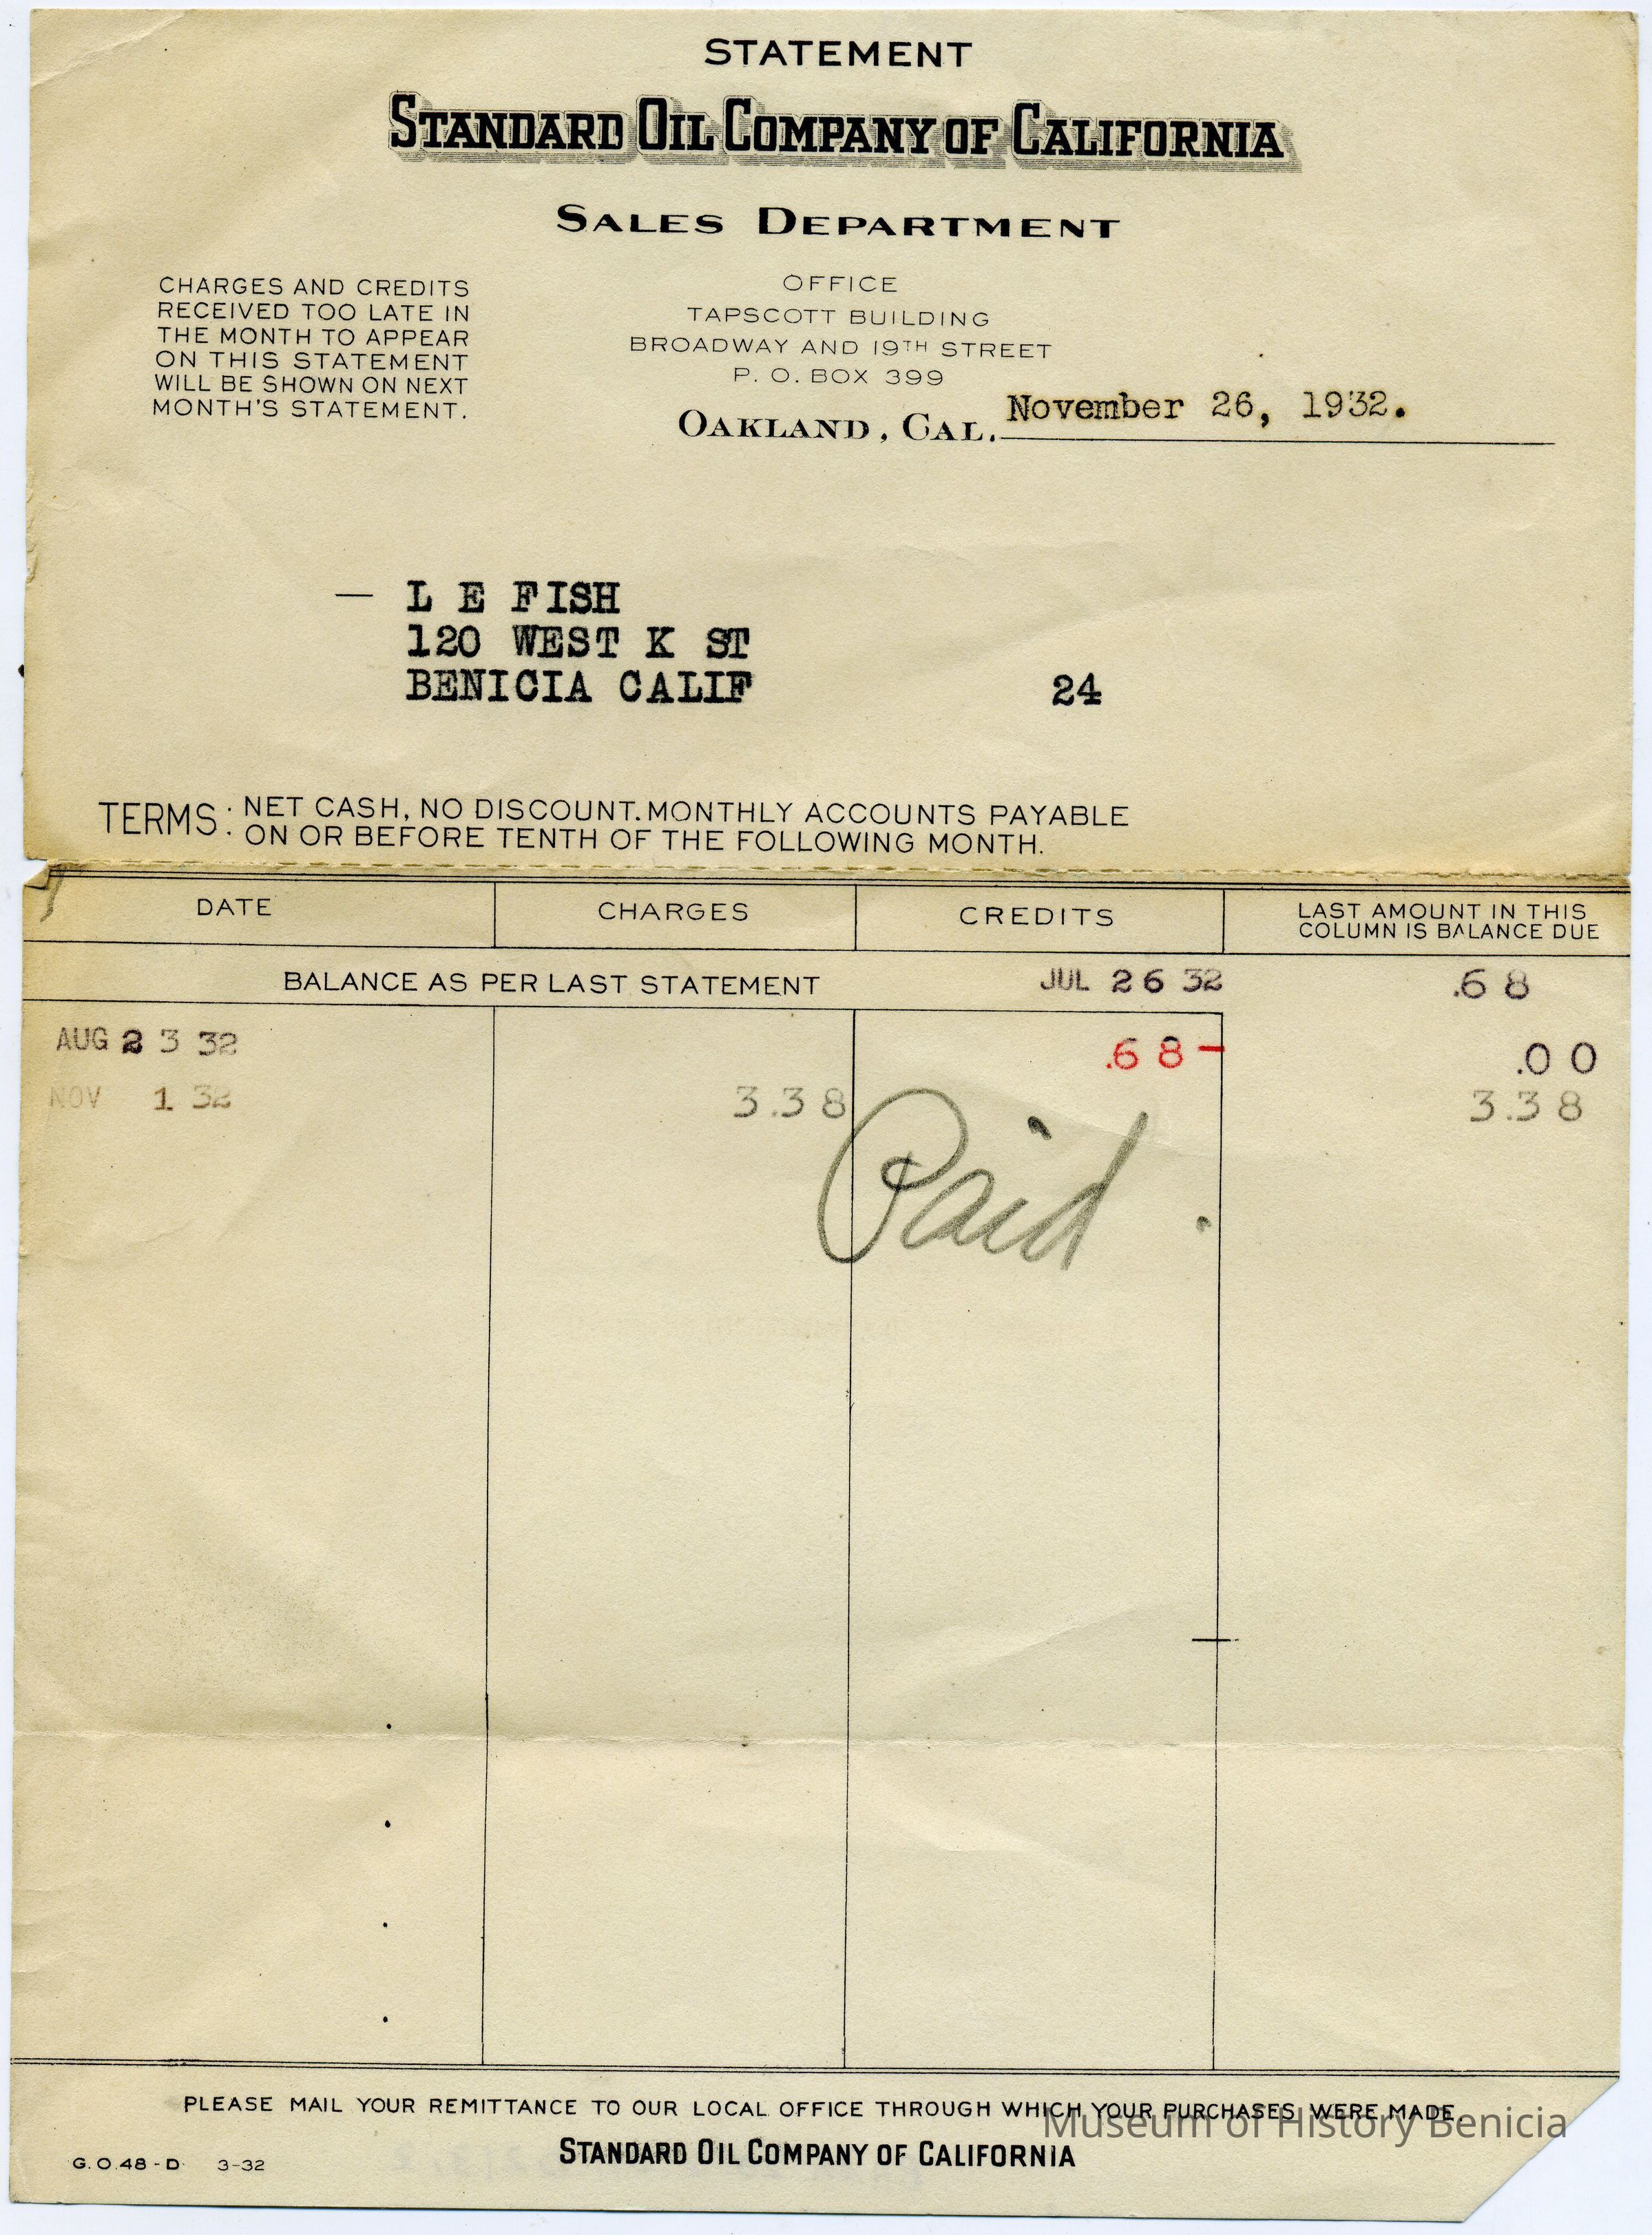 STATEMENT
STANDARD OIL COMPANY OF CALIFORNIA
SALES DEPARTMENT
CHARGES AND CREDITS
RECEIVED TOO LATE IN
THE MONTH TO APPEAR
ON THIS STATEMENT
WILL BE SHOWN ON NEXT
MONTH'S STATEMENT.
OFFICE
TAPSCOTT BUILDING
BROADWAY AND 19TH STREET
P. O. BOX 399
OAKLAND, CAL. November 26, 1932.
— L E FISH
120 WEST K ST
BENICIA CALIF 24
TERMS: NET CASH, NO DISCOUNT. MONTHLY ACCOUNTS PAYABLE
ON OR BEFORE TENTH OF THE FOLLOWING MONTH.
DATE CHARGES CREDITS LAST AMOUNT IN THIS
COLUMN IS BALANCE DUE
BALANCE AS PER LAST STATEMENT JUL 26 32 .68
AUG 23 32 .68- .00
NOV 1 32 3.38 3.38
Paid.
PLEASE MAIL YOUR REMITTANCE TO OUR LOCAL OFFICE THROUGH WHICH YOUR PURCHASES WERE MADE.
Museum of History Benicia
STANDARD OIL COMPANY OF CALIFORNIA
G. O. 48-D 3-32